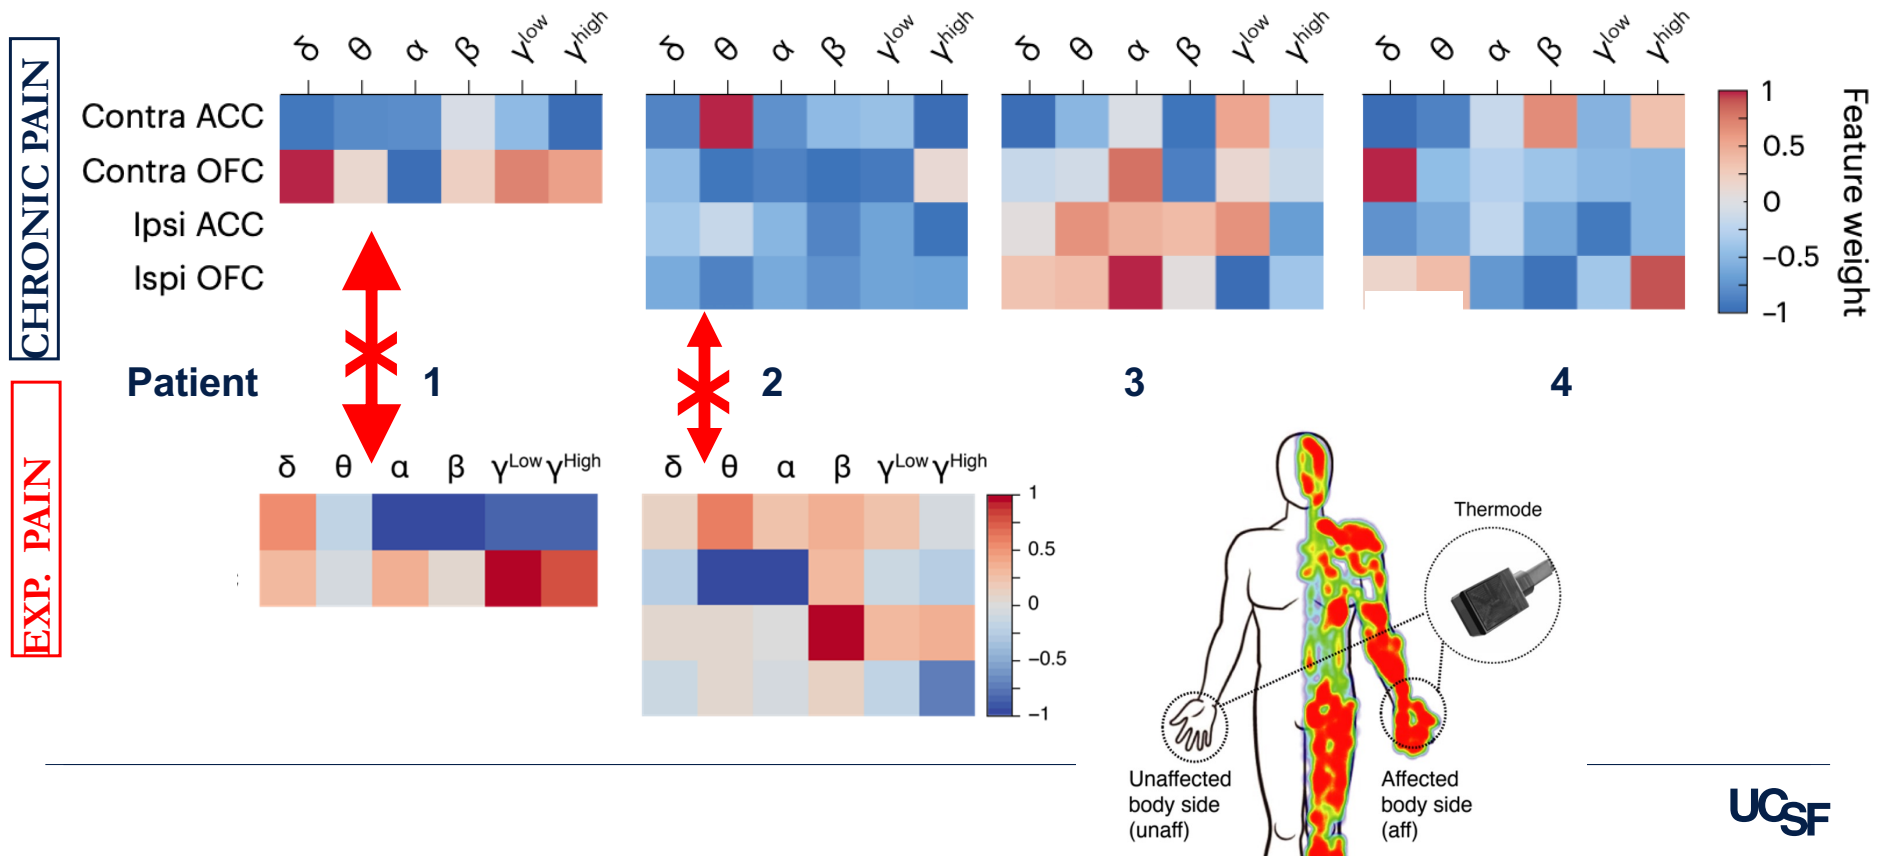 CHRONIC PAIN
δ θ α β γlow γhigh
δ θ α β γlow γhigh
δ θ α β γlow γhigh
δ θ α β γlow γhigh
Contra ACC
Contra OFC
Ipsi ACC
Ispi OFC
1
0.5
0
−0.5
−1
Feature weight
Patient 1 2 3 4
EXP. PAIN
δ θ α β γLow γHigh
δ θ α β γLow γHigh
1
0.5
0
−0.5
−1
Thermode
Unaffected
body side
(unaff)
Affected
body side
(aff)
UCSF